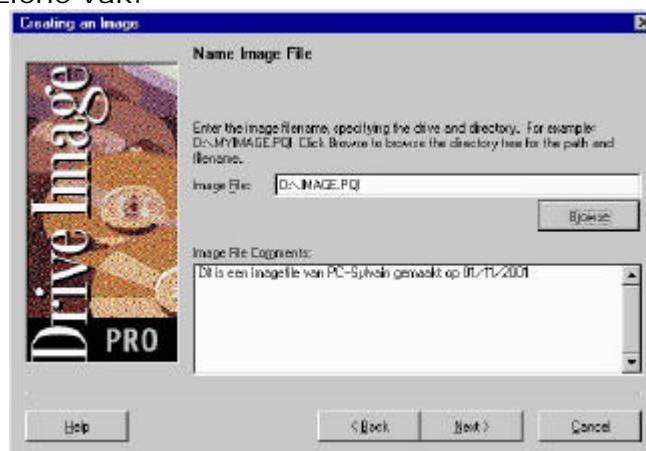 Creating an Image
Drive Image
PRO
Name Image File
Enter the image filename, specifying the drive and directory. For example:
D:\MYIMAGE.PQI Click Browse to browse the directory tree for the path and
filename.
Image File:
D:\IMAGE.PQI
Browse
Image File Comments:
Dit is een imagefile van PC-Sylvain gemaakt op 01/11/2001
Help
< Back
Next >
Cancel